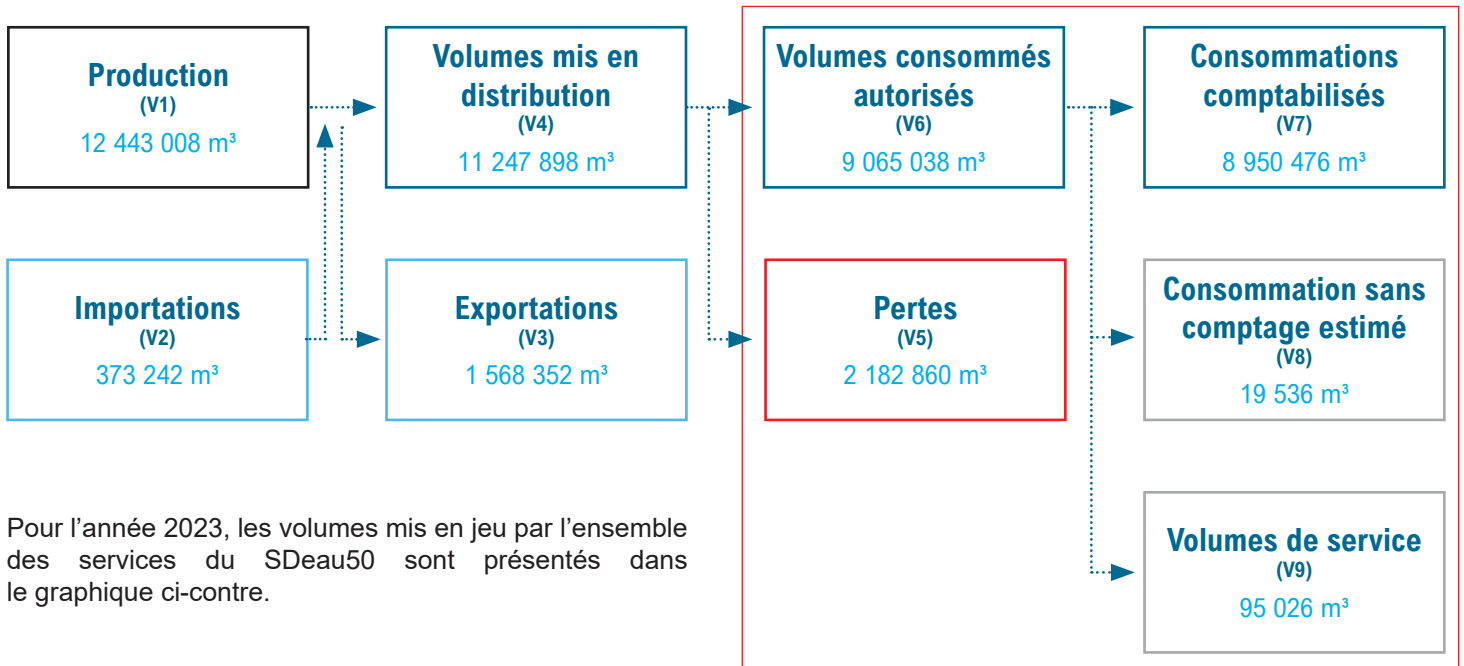 Production
(V1)
12 443 008 m³
Volumes mis en
distribution
(V4)
11 247 898 m³
Volumes consommés
autorisés
(V6)
9 065 038 m³
Consommations
comptabilisés
(V7)
8 950 476 m³
Importations
(V2)
373 242 m³
Exportations
(V3)
1 568 352 m³
Pertes
(V5)
2 182 860 m³
Consommation sans
comptage estimé
(V8)
19 536 m³
Volumes de service
(V9)
95 026 m³
Pour l’année 2023, les volumes mis en jeu par l’ensemble
des services du SDeau50 sont présentés dans
le graphique ci-contre.